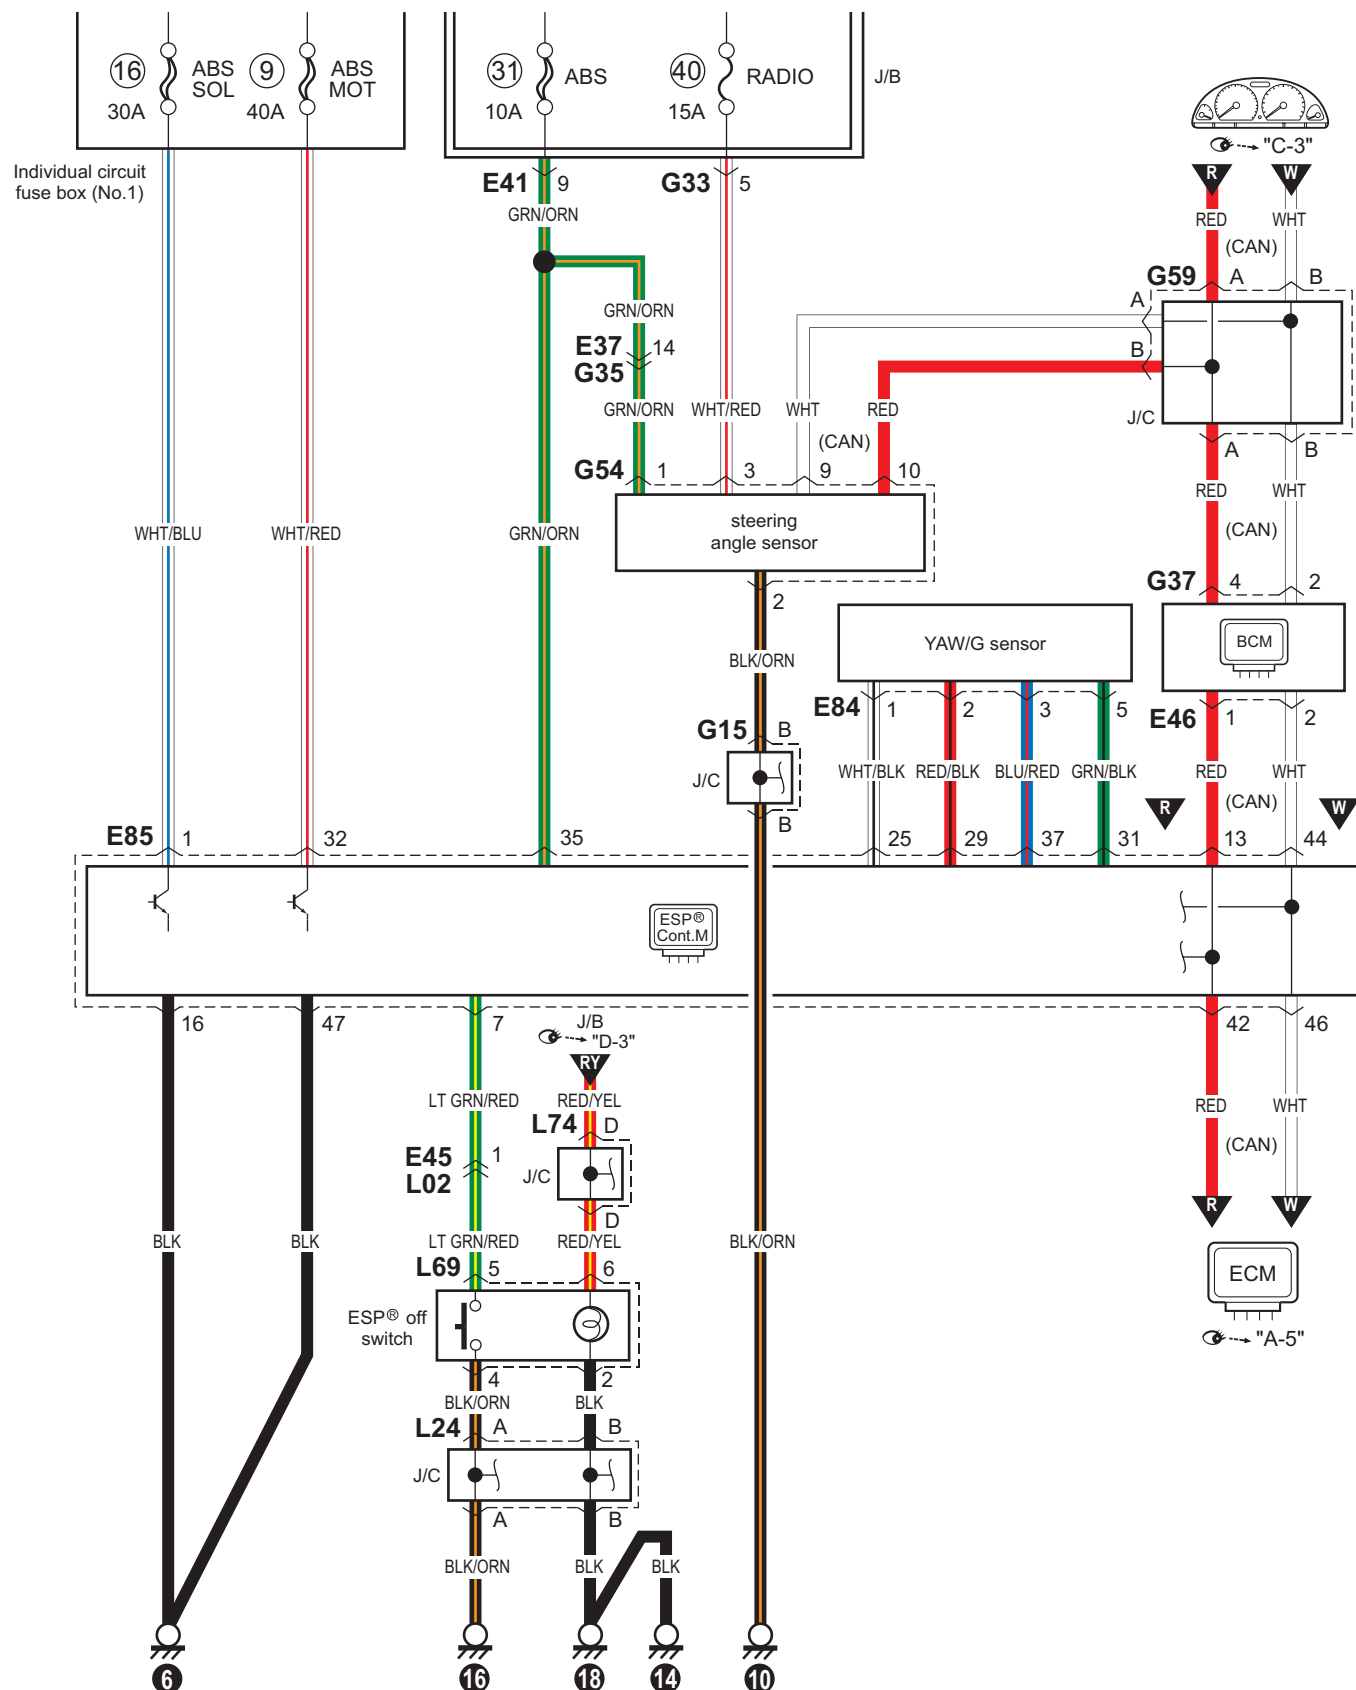 16 ABS SOL
30A
9 ABS MOT
40A
31 ABS
10A
40 RADIO
15A
J/B
Individual circuit
fuse box (No.1)
"C-3"
R W
E41 9
G33 5
GRN/ORN
RED WHT
(CAN)
G59 A B
A
B
GRN/ORN
E37 14
G35
GRN/ORN WHT/RED WHT RED
(CAN)
J/C
A B
G54 1 3 9 10
RED WHT
(CAN)
steering
angle sensor
WHT/BLU WHT/RED GRN/ORN
2
G37 4 2
BCM
YAW/G sensor
BLK/ORN
E84 1 2 3 5
E46 1 2
G15 B
J/C
B
WHT/BLK RED/BLK BLU/RED GRN/BLK RED WHT
(CAN)
R W
E85 1 32 35 25 29 37 31 13 44
ESP®
Cont.M
16 47 7 42 46
J/B
"D-3"
RY
LT GRN/RED RED/YEL RED WHT
(CAN)
L74 D
E45 1
L02
J/C
D
R W
BLK BLK LT GRN/RED RED/YEL BLK/ORN
L69 5 6
ECM
"A-5"
ESP® off
switch
4 2
BLK/ORN BLK
L24 A B
J/C
A B
BLK/ORN BLK BLK
6 16 18 14 10